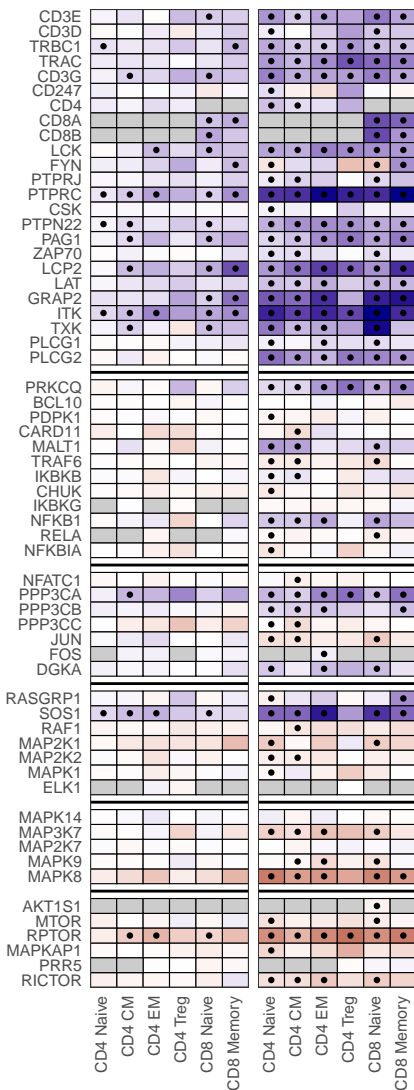 CD3E
CD3D
TRBC1
TRAC
CD3G
CD247
CD4
CD8A
CD8B
LCK
FYN
PTPRJ
PTPRC
CSK
PTPN22
PAG1
ZAP70
LCP2
LAT
GRAP2
ITK
TXK
PLCG1
PLCG2
PRKCQ
BCL10
PDPK1
CARD11
MALT1
TRAF6
IKBKB
CHUK
IKBKG
NFKB1
RELA
NFKBIA
NFATC1
PPP3CA
PPP3CB
PPP3CC
JUN
FOS
DGKA
RASGRP1
SOS1
RAF1
MAP2K1
MAP2K2
MAPK1
ELK1
MAPK14
MAP3K7
MAP2K7
MAPK9
MAPK8
AKT1S1
MTOR
RPTOR
MAPKAP1
PRR5
RICTOR
CD4 Naive
CD4 CM
CD4 EM
CD4 Treg
CD8 Naive
CD8 Memory
CD4 Naive
CD4 CM
CD4 EM
CD4 Treg
CD8 Naive
CD8 Memory